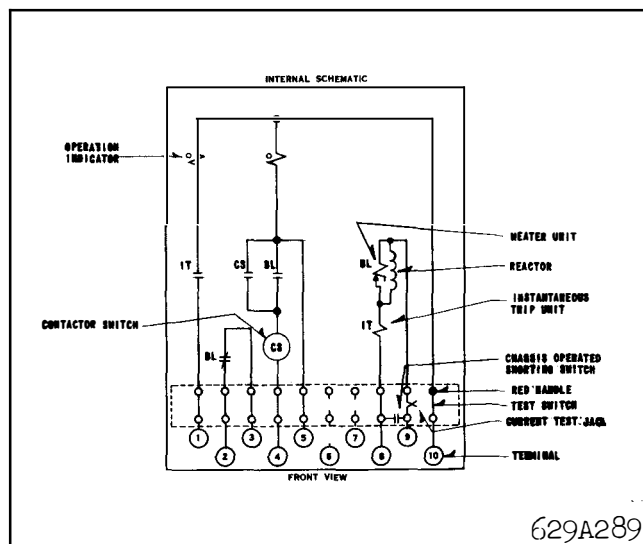 INTERNAL SCHEMATIC
OPERATION
INDICATOR
HEATER UNIT
IT
CS
BL
BL
REACTOR
INSTANTANEOUS
TRIP UNIT
CONTACTOR SWITCH
IT
BL
CS
CHASSIS OPERATED
SHORTING SWITCH
RED HANDLE
TEST SWITCH
CURRENT TEST JACK
1
3
5
7
9
2
4
6
8
10
TERMINAL
FRONT VIEW
629A289